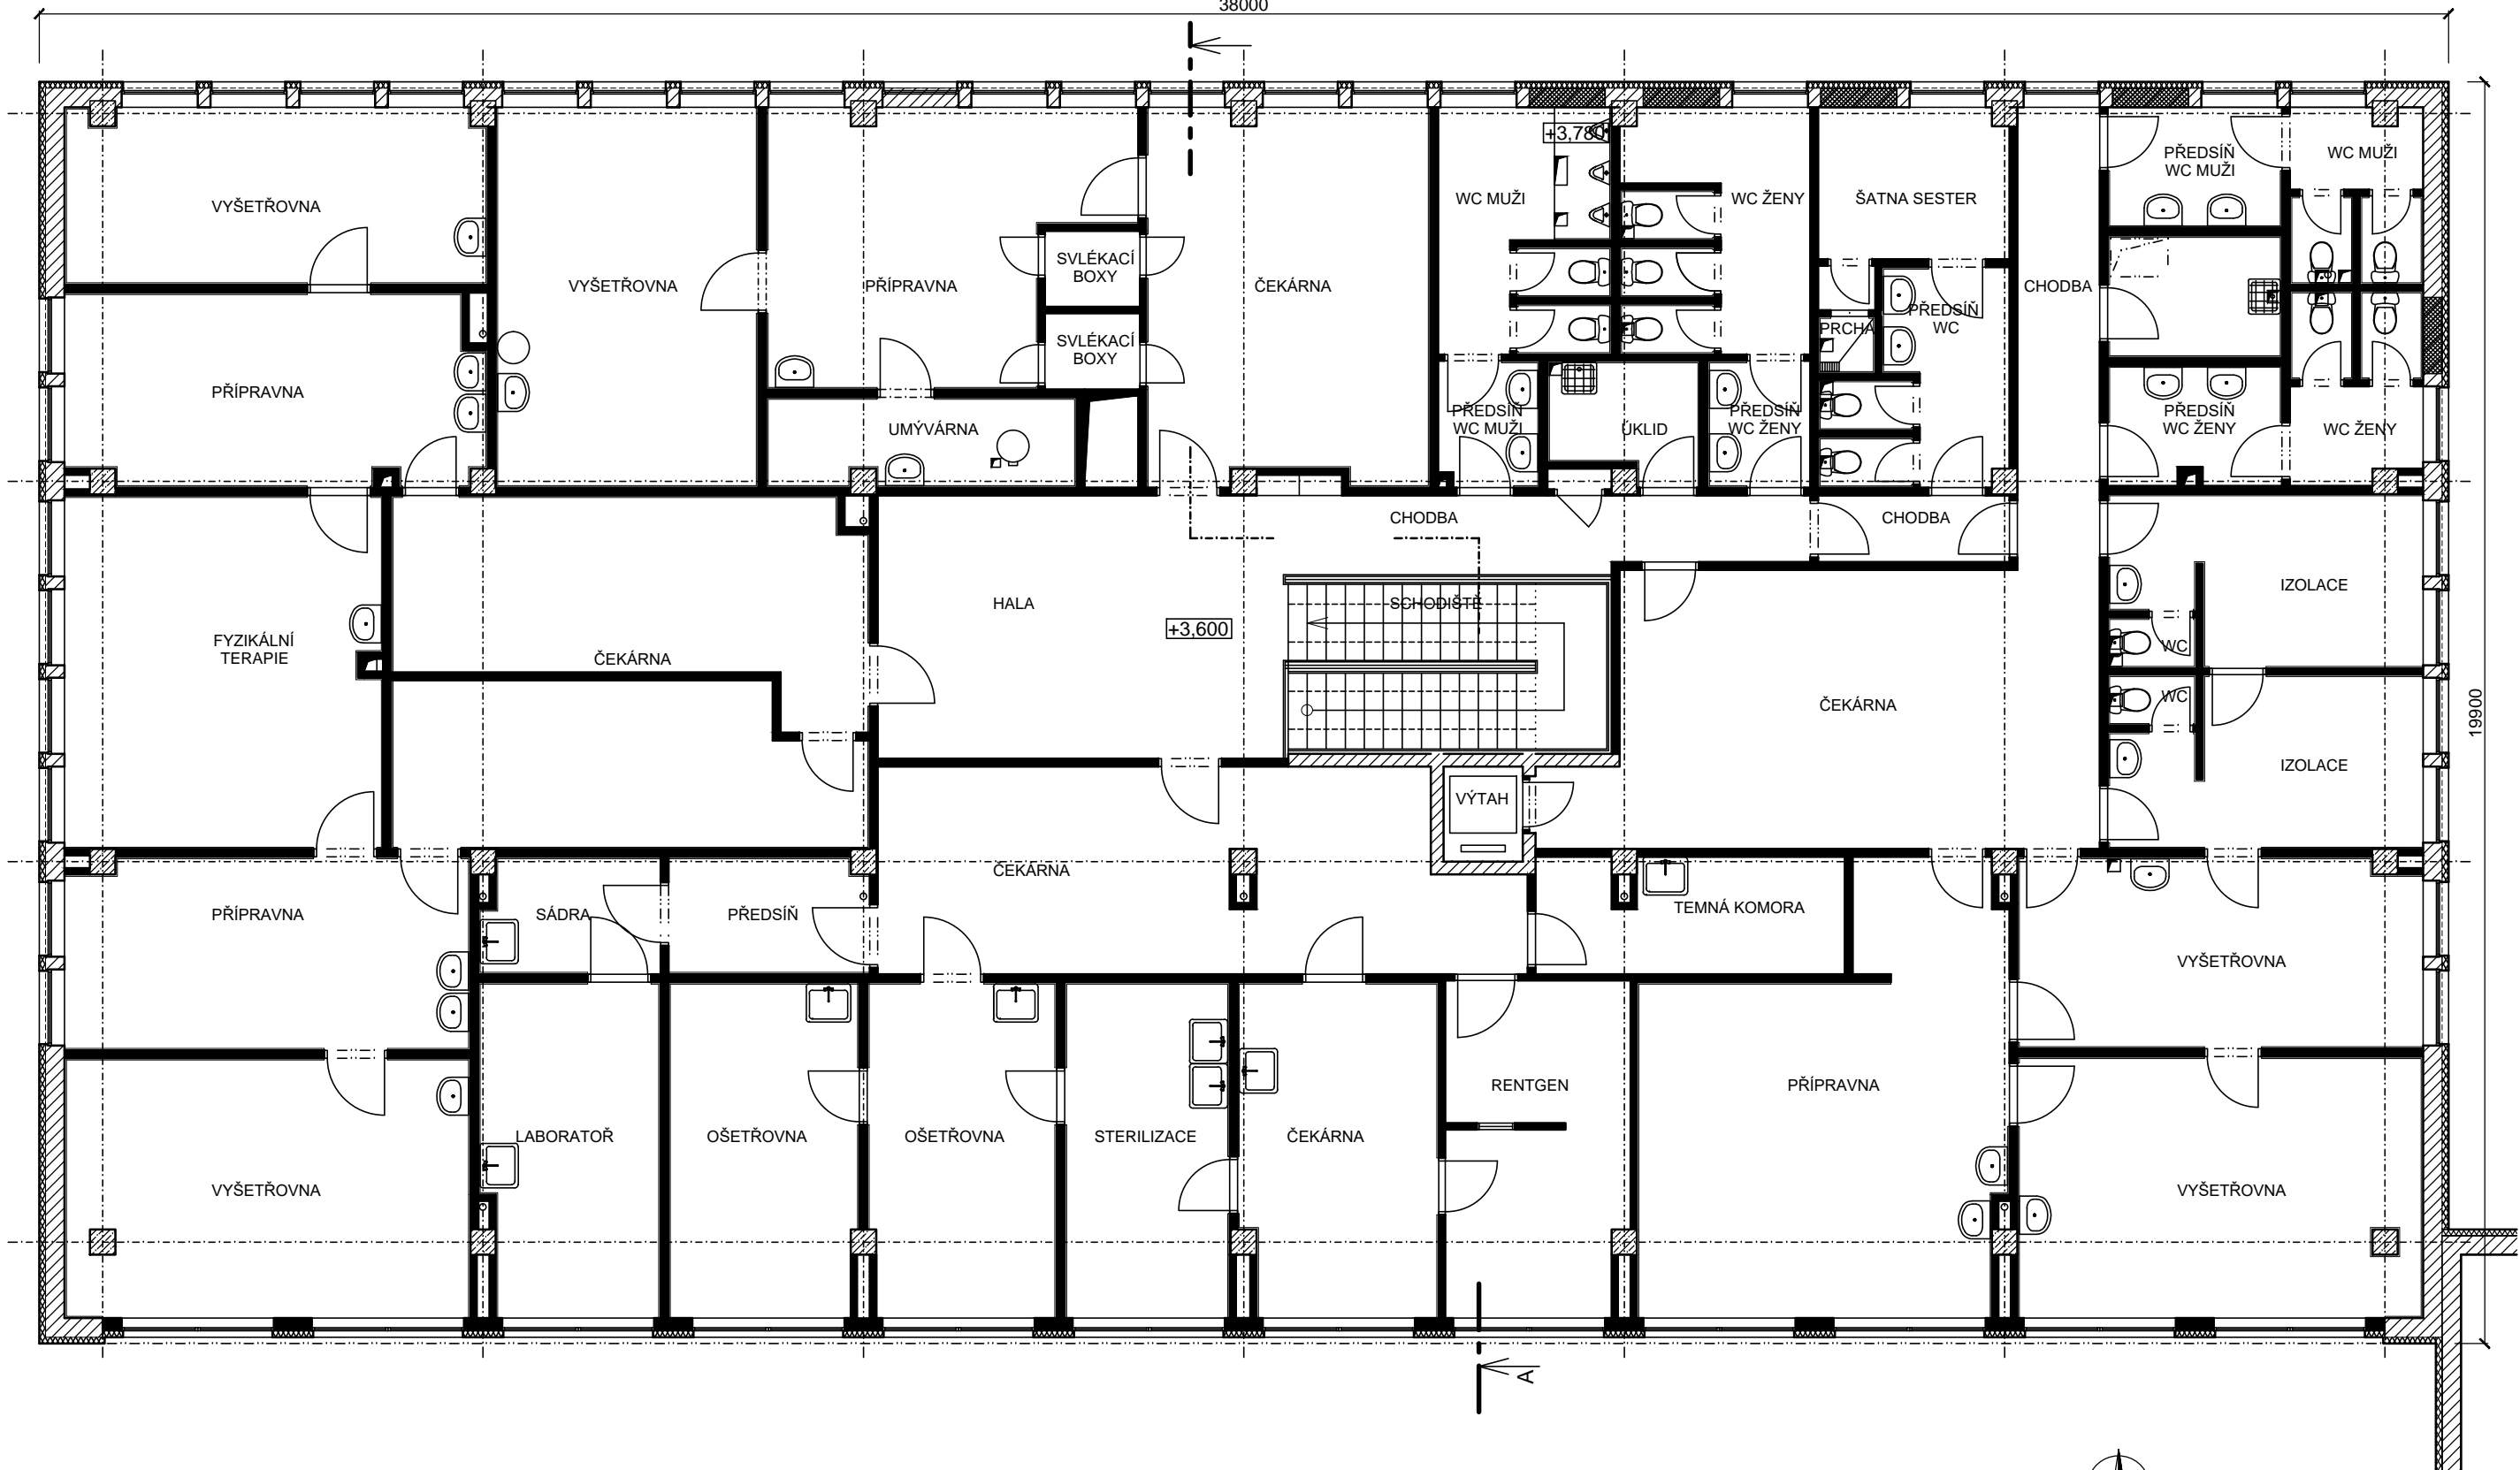 38000
+3,780
PŘEDSÍŇ
WC MUŽI
WC MUŽI
VYŠETŘOVNA
WC MUŽI
WC ŽENY
ŠATNA SESTER
SVLÉKACÍ
BOXY
VYŠETŘOVNA
PŘÍPRAVNA
ČEKÁRNA
CHODBA
PŘEDSÍŇ
WC
PRCHA
SVLÉKACÍ
BOXY
PŘÍPRAVNA
UMÝVÁRNA
PŘEDSÍŇ
WC MUŽI
ÚKLID
PŘEDSÍŇ
WC ŽENY
PŘEDSÍŇ
WC ŽENY
WC ŽENY
CHODBA
CHODBA
IZOLACE
HALA
SCHODIŠTĚ
+3,600
FYZIKÁLNÍ
TERAPIE
ČEKÁRNA
WC
WC
ČEKÁRNA
19900
IZOLACE
VÝTAH
ČEKÁRNA
PŘÍPRAVNA
SÁDRA
PŘEDSÍŇ
TEMNÁ KOMORA
VYŠETŘOVNA
RENTGEN
PŘÍPRAVNA
LABORATOŘ
OŠETŘOVNA
OŠETŘOVNA
STERILIZACE
ČEKÁRNA
VYŠETŘOVNA
VYŠETŘOVNA
A